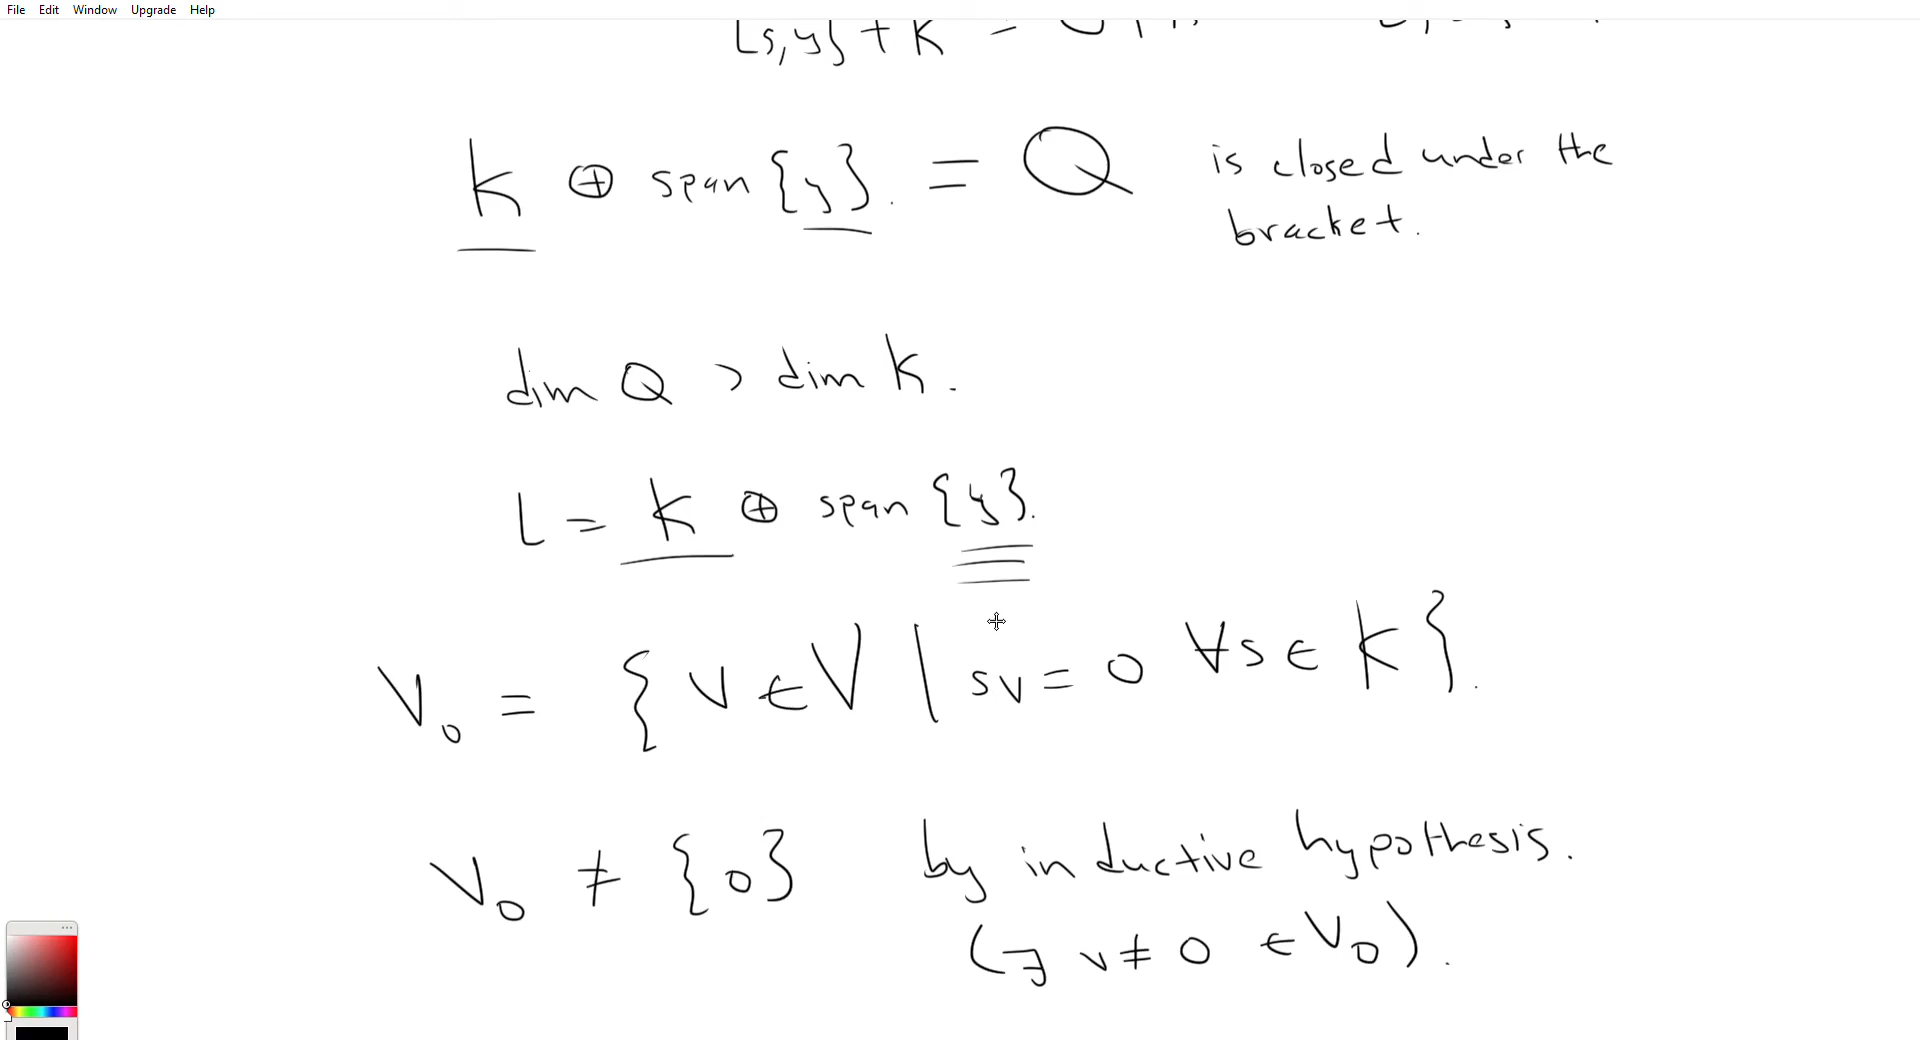 File Edit Window Upgrade Help
[s,y] + K =
K ⊕ span {y}. = Q is closed under the
bracket.
dim Q > dim K.
L = K ⊕ span {y}.
V₀ = { v ∈ V | sv = 0 ∀s ∈ K }.
V₀ ≠ {0} by inductive hypothesis.
(∃ v ≠ 0 ∈ V₀).